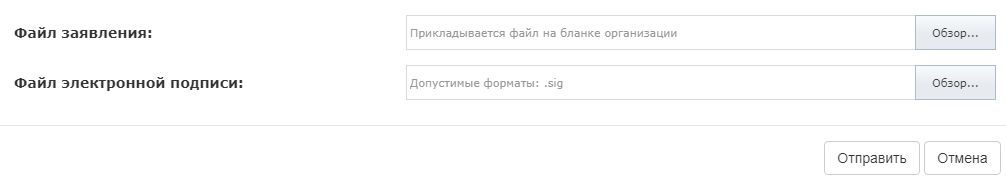 Файл заявления:
Прикладывается файл на бланке организации
Обзор...
Файл электронной подписи:
Допустимые форматы: .sig
Обзор...
Отправить
Отмена